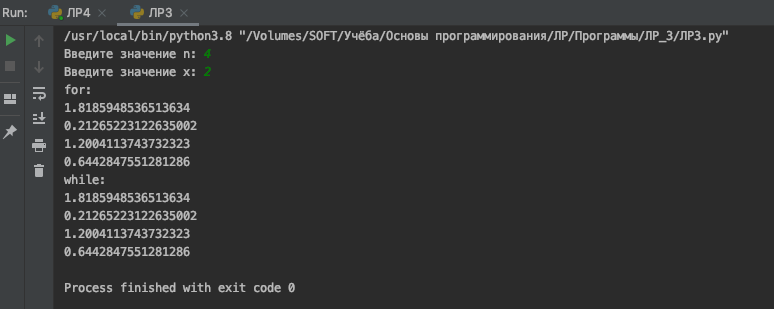 Run: ЛР4 × ЛР3 ×
/usr/local/bin/python3.8 "/Volumes/SOFT/Учёба/Основы программирования/ЛР/Программы/ЛР_3/ЛР3.py"
Введите значение n: 4
Введите значение x: 2
for:
1.8185948536513634
0.21265223122635002
1.2004113743732323
0.6442847551281286
while:
1.8185948536513634
0.21265223122635002
1.2004113743732323
0.6442847551281286
Process finished with exit code 0